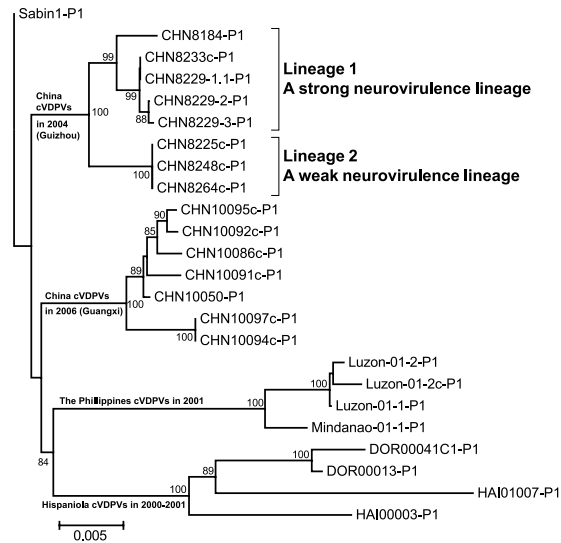 Sabin1-P1
CHN8184-P1
99
CHN8233c-P1
Lineage 1
A strong neurovirulence lineage
China
cVDPVs
in 2004 (Guizhou)
CHN8229-1.1-P1
99
CHN8229-2-P1
100
88
CHN8229-3-P1
CHN8225c-P1
Lineage 2
A weak neurovirulence lineage
CHN8248c-P1
100
CHN8264c-P1
CHN10095c-P1
90
CHN10092c-P1
85
CHN10086c-P1
89
CHN10091c-P1
China cVDPVs
in 2006 (Guangxi)
100
CHN10050-P1
CHN10097c-P1
100
CHN10094c-P1
Luzon-01-2-P1
100
Luzon-01-2c-P1
The Philippines cVDPVs in 2001
100
Luzon-01-1-P1
Mindanao-01-1-P1
DOR00041C1-P1
84
100
DOR00013-P1
89
HAI01007-P1
100
Hispaniola cVDPVs in 2000-2001
HAI00003-P1
0.005